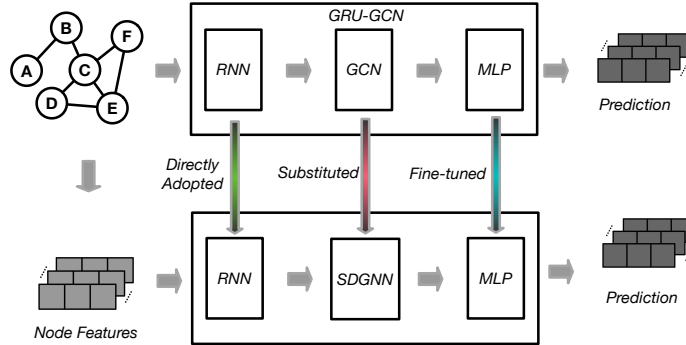 GRU-GCN
B
F
A
C
D
E
RNN
GCN
MLP
Prediction
Directly
Adopted
Substituted
Fine-tuned
RNN
SDGNN
MLP
Prediction
Node Features